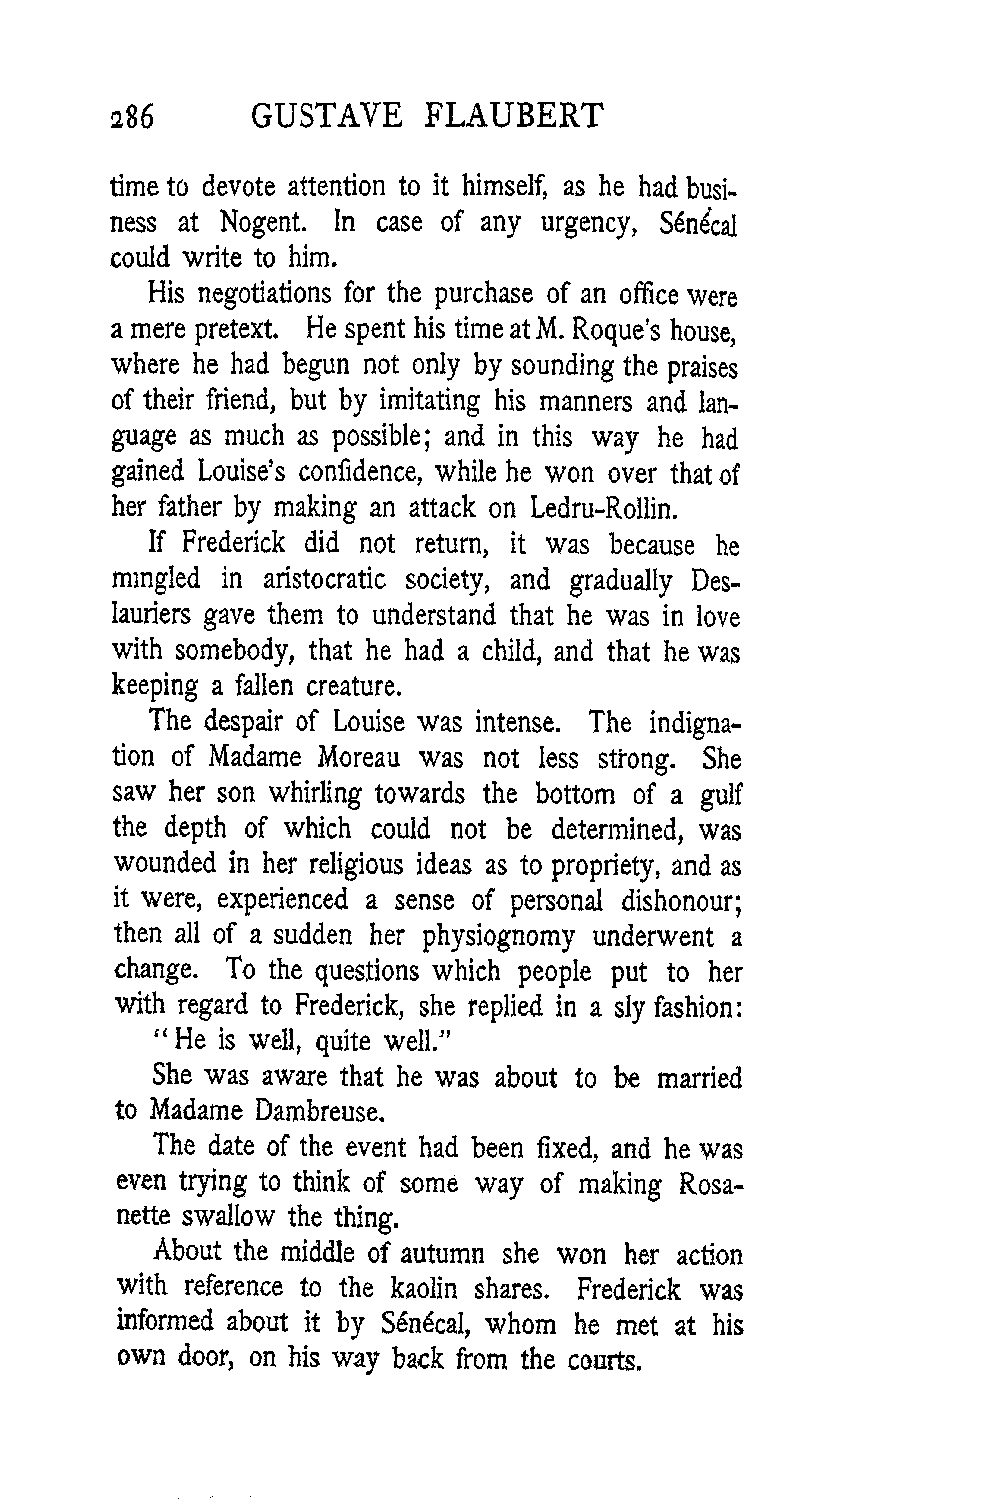 286 GUSTAVE FLAUBERT
time to devote attention to it himself, as he had busi-
ness at Nogent. In case of any urgency, Sénécal
could write to him.
His negotiations for the purchase of an office were
a mere pretext. He spent his time at M. Roque's house,
where he had begun not only by sounding the praises
of their friend, but by imitating his manners and lan-
guage as much as possible; and in this way he had
gained Louise's confidence, while he won over that of
her father by making an attack on Ledru-Rollin.
If Frederick did not return, it was because he
mingled in aristocratic society, and gradually Des-
lauriers gave them to understand that he was in love
with somebody, that he had a child, and that he was
keeping a fallen creature.
The despair of Louise was intense. The indigna-
tion of Madame Moreau was not less strong. She
saw her son whirling towards the bottom of a gulf
the depth of which could not be determined, was
wounded in her religious ideas as to propriety, and as
it were, experienced a sense of personal dishonour;
then all of a sudden her physiognomy underwent a
change. To the questions which people put to her
with regard to Frederick, she replied in a sly fashion:
"He is well, quite well."
She was aware that he was about to be married
to Madame Dambreuse.
The date of the event had been fixed, and he was
even trying to think of some way of making Rosa-
nette swallow the thing.
About the middle of autumn she won her action
with reference to the kaolin shares. Frederick was
informed about it by Sénécal, whom he met at his
own door, on his way back from the courts.